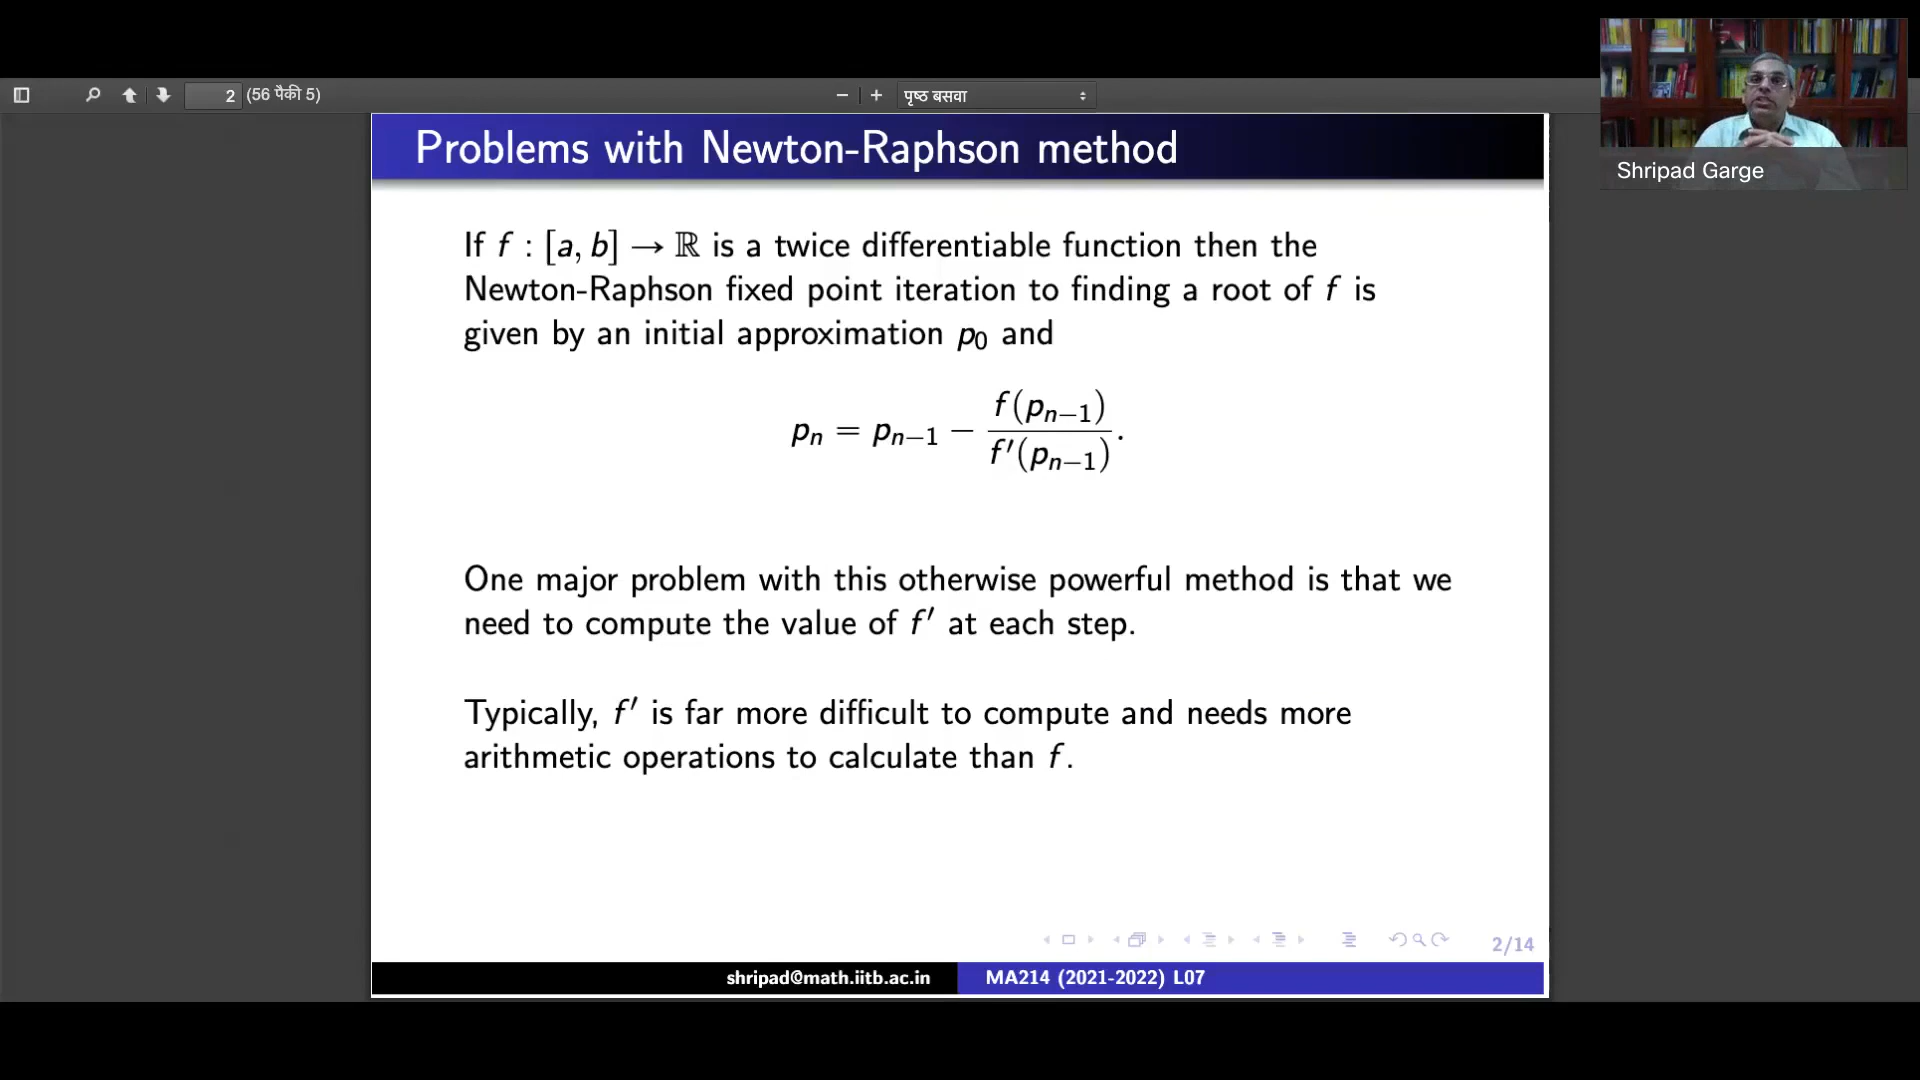 2 (56 पैकी 5)
पृष्ठ बसवा
Shripad Garge
Problems with Newton-Raphson method
If f : [a, b] → ℝ is a twice differentiable function then the
Newton-Raphson fixed point iteration to finding a root of f is
given by an initial approximation p₀ and
pₙ = pₙ₋₁ − f(pₙ₋₁) / f′(pₙ₋₁).
One major problem with this otherwise powerful method is that we
need to compute the value of f′ at each step.
Typically, f′ is far more difficult to compute and needs more
arithmetic operations to calculate than f.
2/14
shripad@math.iitb.ac.in MA214 (2021-2022) L07